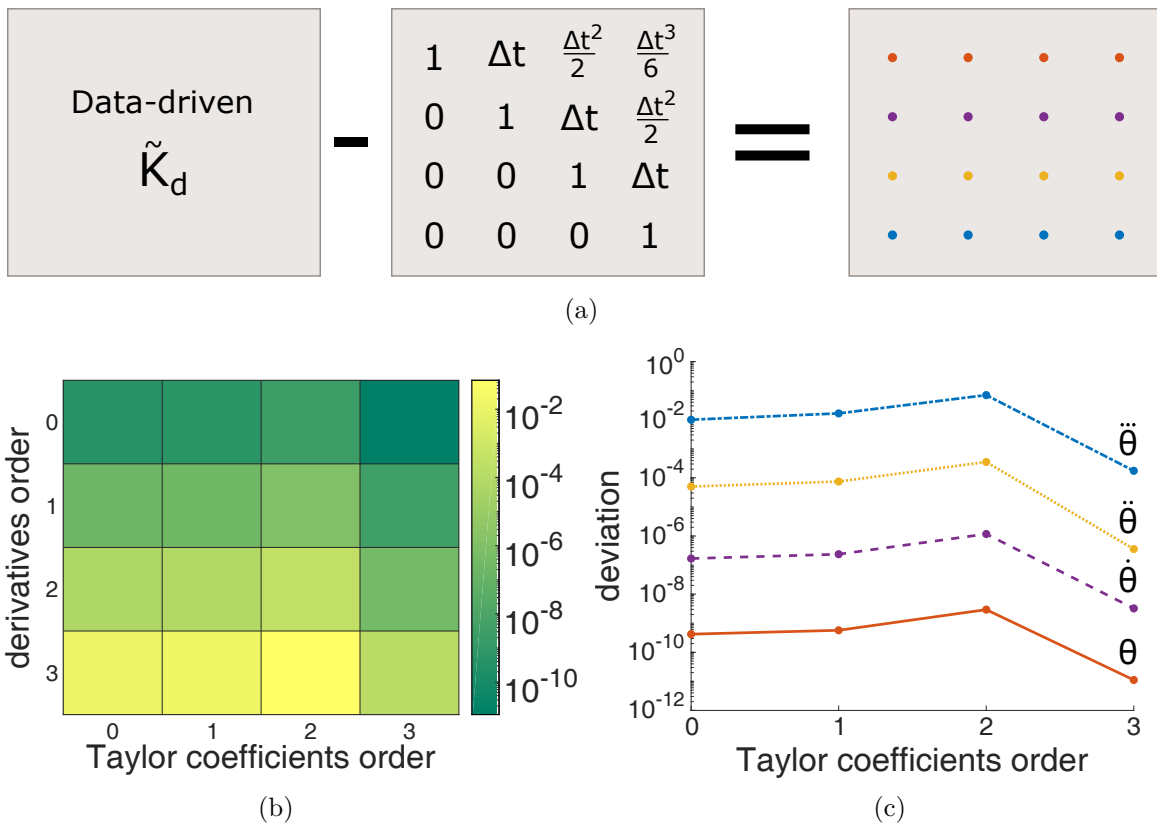 Data-driven
K̃d
1 Δt Δt²/2 Δt³/6
0 1 Δt Δt²/2
0 0 1 Δt
0 0 0 1
(a)
derivatives order
0
1
2
3
0 1 2 3
Taylor coefficients order
10⁻²
10⁻⁴
10⁻⁶
10⁻⁸
10⁻¹⁰
(b)
deviation
10⁰
10⁻²
10⁻⁴
10⁻⁶
10⁻⁸
10⁻¹⁰
10⁻¹²
θ⃛
θ̈
θ̇
θ
0 1 2 3
Taylor coefficients order
(c)